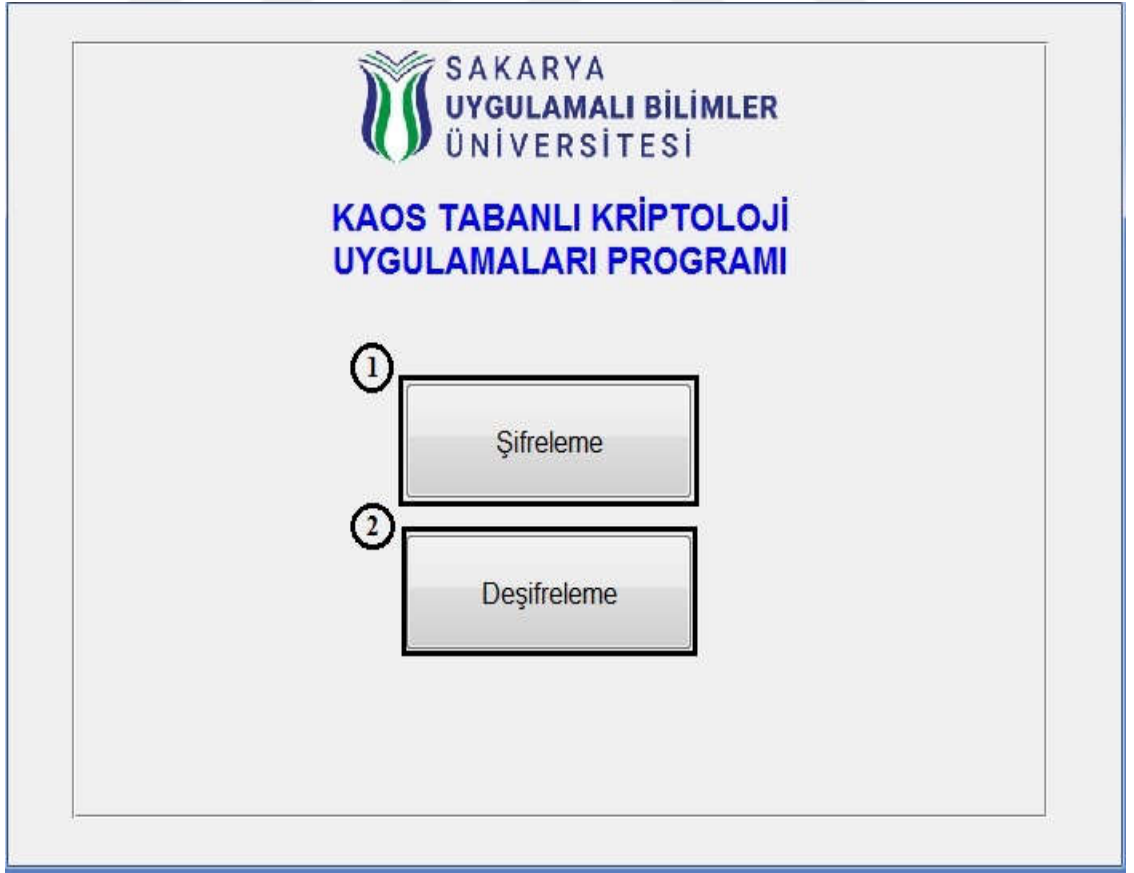 SAKARYA
UYGULAMALI BİLİMLER
ÜNİVERSİTESİ
KAOS TABANLI KRİPTOLOJİ
UYGULAMALARI PROGRAMI
1
Şifreleme
2
Deşifreleme